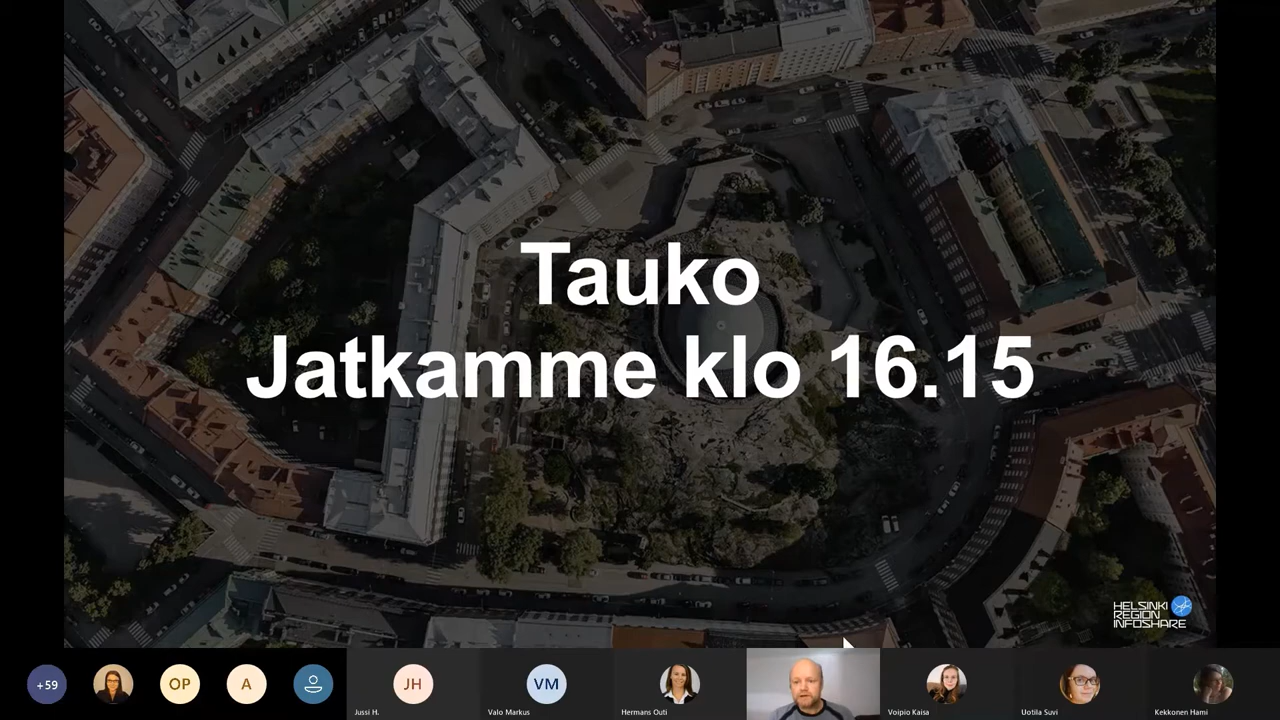 Tauko
Jatkamme klo 16.15
HELSINKI
REGION
INFOSHARE
+59
OP
A
JH
VM
Jussi H.
Valo Markus
Hermans Outi
Voipio Kaisa
Uotila Suvi
Kekkonen Hami